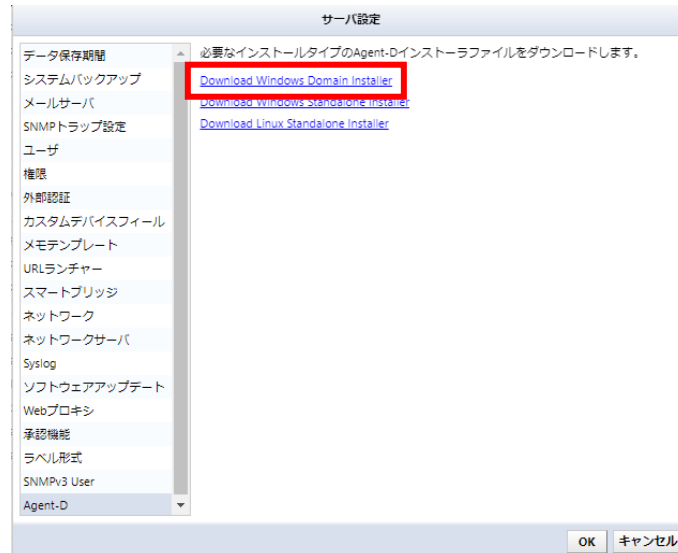 サーバ設定
データ保存期間
システムバックアップ
メールサーバ
SNMPトラップ設定
ユーザ
権限
外部認証
カスタムデバイスフィール
メモテンプレート
URLランチャー
スマートブリッジ
ネットワーク
ネットワークサーバ
Syslog
ソフトウェアアップデート
Webプロキシ
承認機能
ラベル形式
SNMPv3 User
Agent-D
必要なインストールタイプのAgent-Dインストーラファイルをダウンロードします。
Download Windows Domain Installer
Download Windows Standalone Installer
Download Linux Standalone Installer
OK キャンセル